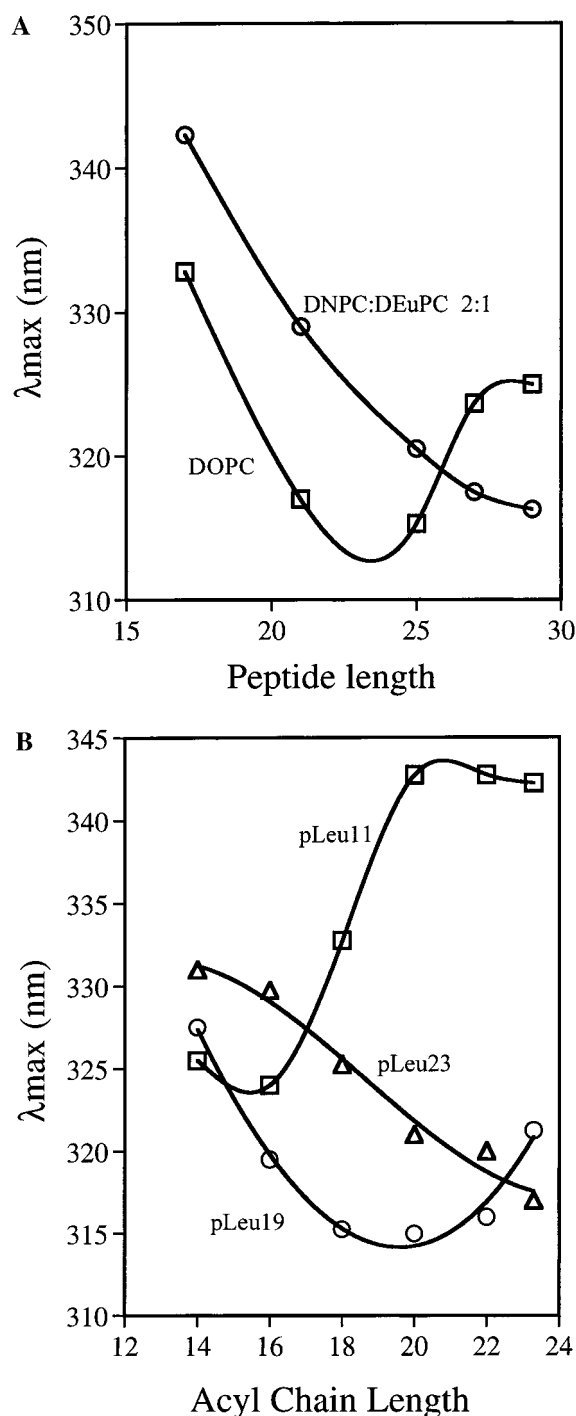 A
350
340
330
320
310
λmax (nm)
DNPC:DEuPC 2:1
DOPC
15
20
25
30
Peptide length
B
345
340
335
330
325
320
315
310
λmax (nm)
pLeu11
pLeu23
pLeu19
12
14
16
18
20
22
24
Acyl Chain Length